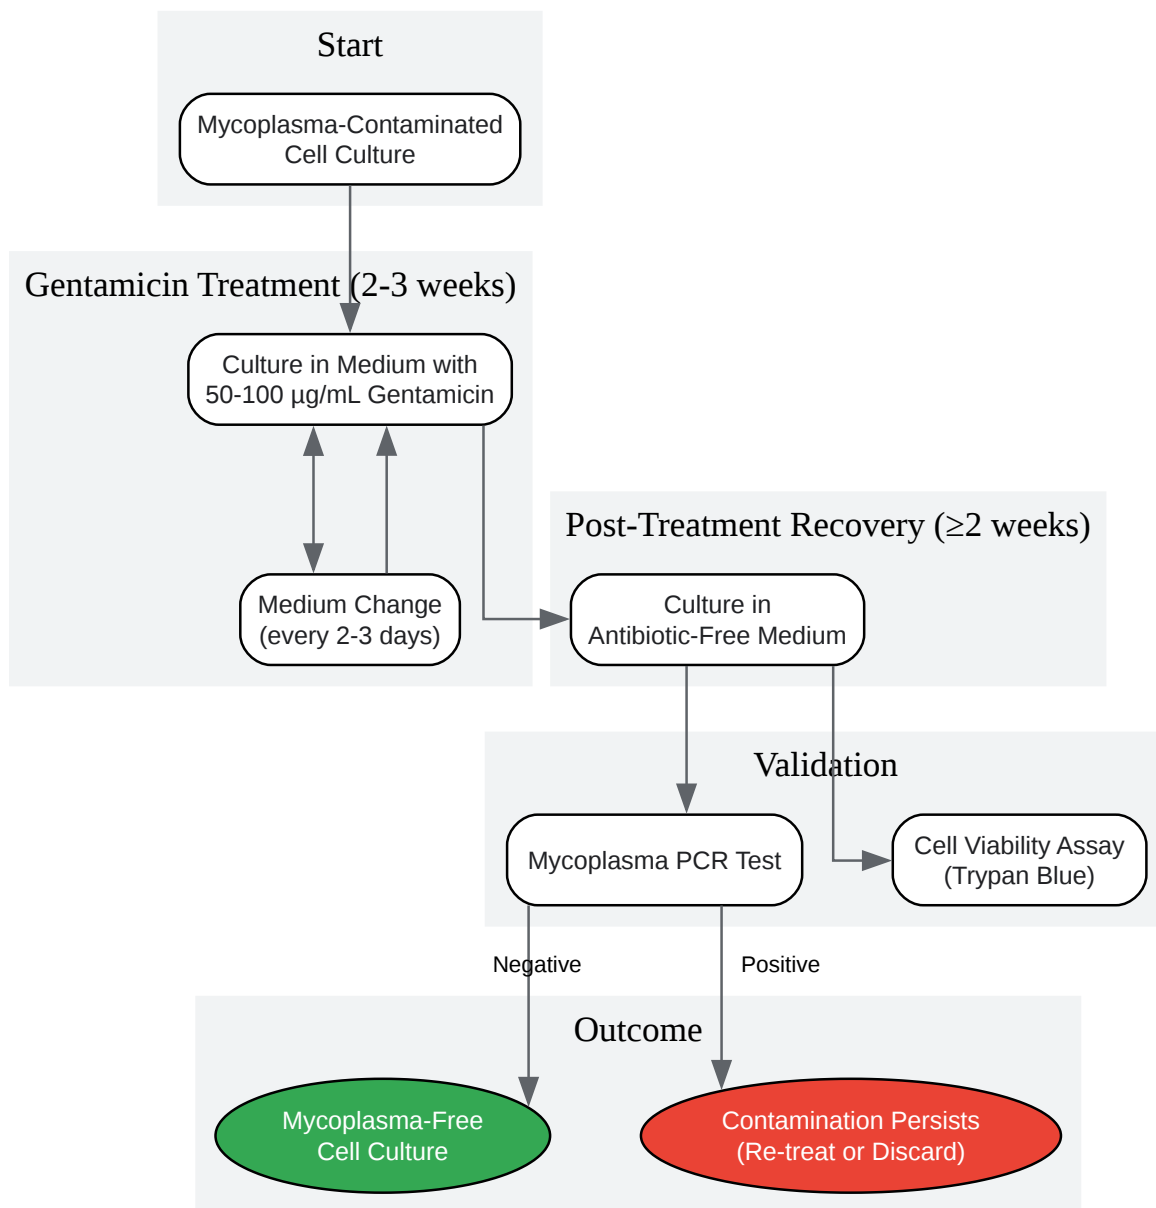 Start
Mycoplasma-Contaminated
Cell Culture
Gentamicin Treatment (2-3 weeks)
Culture in Medium with
50-100 µg/mL Gentamicin
Medium Change
(every 2-3 days)
Post-Treatment Recovery (≥2 weeks)
Culture in
Antibiotic-Free Medium
Validation
Mycoplasma PCR Test
Cell Viability Assay
(Trypan Blue)
Negative
Positive
Outcome
Mycoplasma-Free
Cell Culture
Contamination Persists
(Re-treat or Discard)